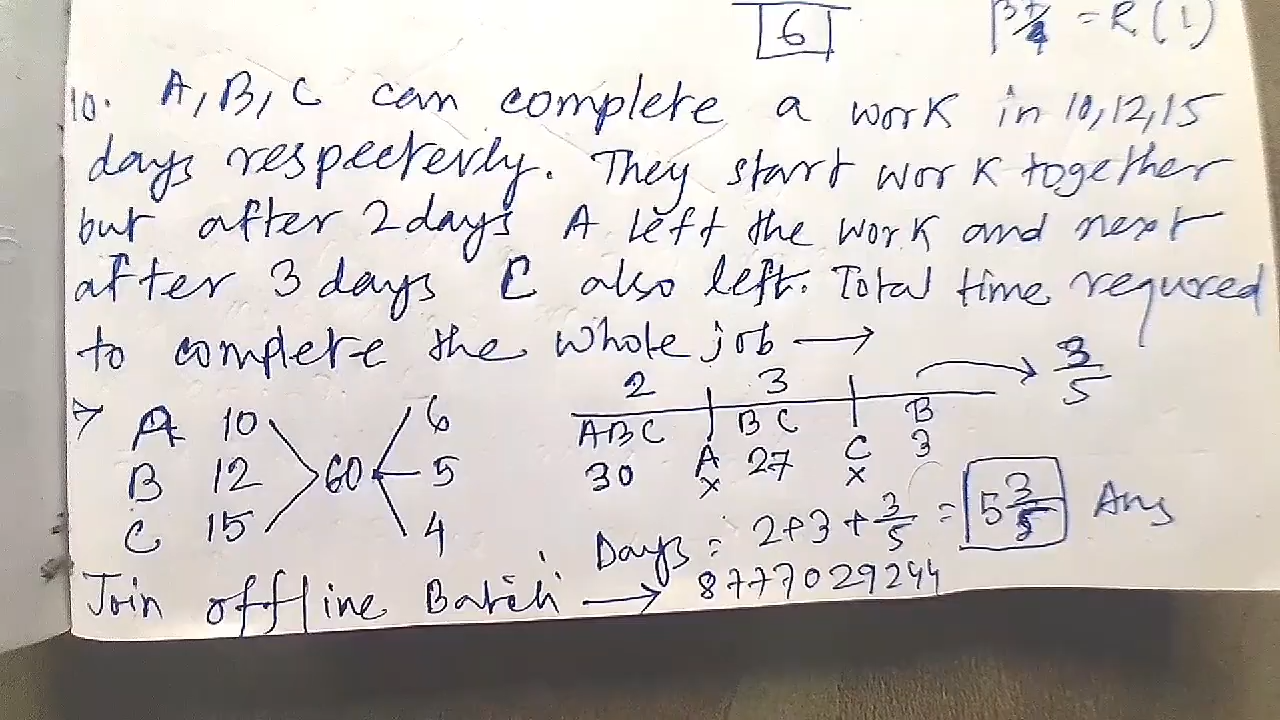 6
= R (1)
10. A, B, C can complete a work in 10, 12, 15
days respecterly. They start work together
but after 2 days A left the work and next
after 3 days C also left. Total time requred
to complete the whole job →
2 3 → 3/5
ABC BC B
30 A x 27 C x 3
A 10 6
B 12 60 5
C 15 4
Days = 2 + 3 + 3/5 = 5 3/5 Ans
Join offline Batch → 8777029244